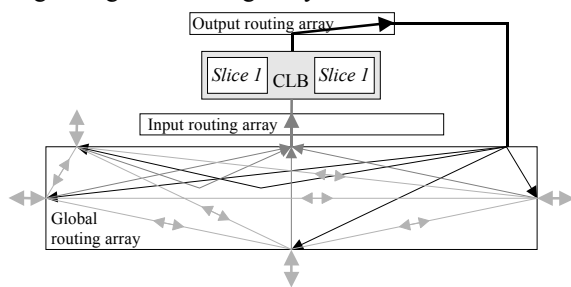 Output routing array
Slice 1
CLB
Slice 1
Input routing array
Global
routing array